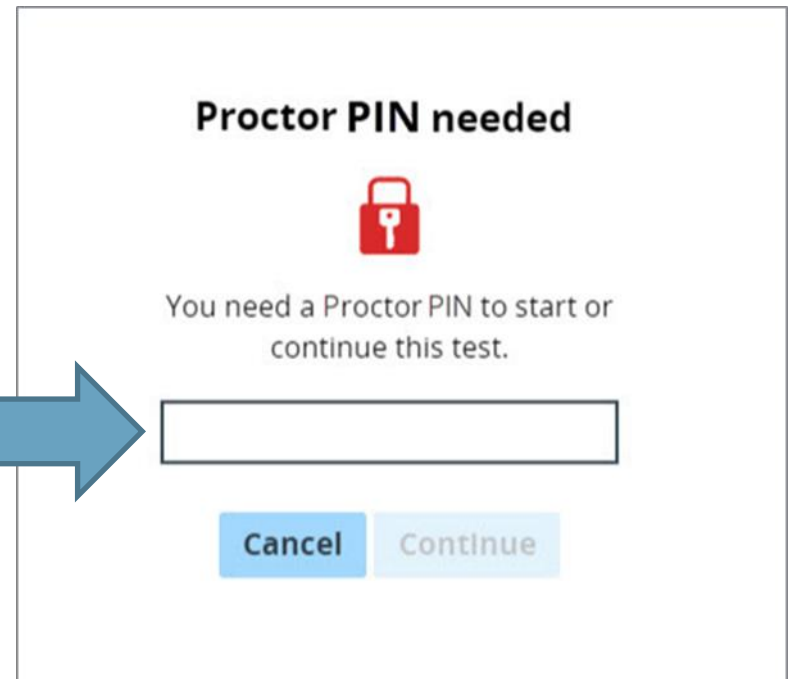 Proctor PIN needed
You need a Proctor PIN to start or
continue this test.
Cancel Continue